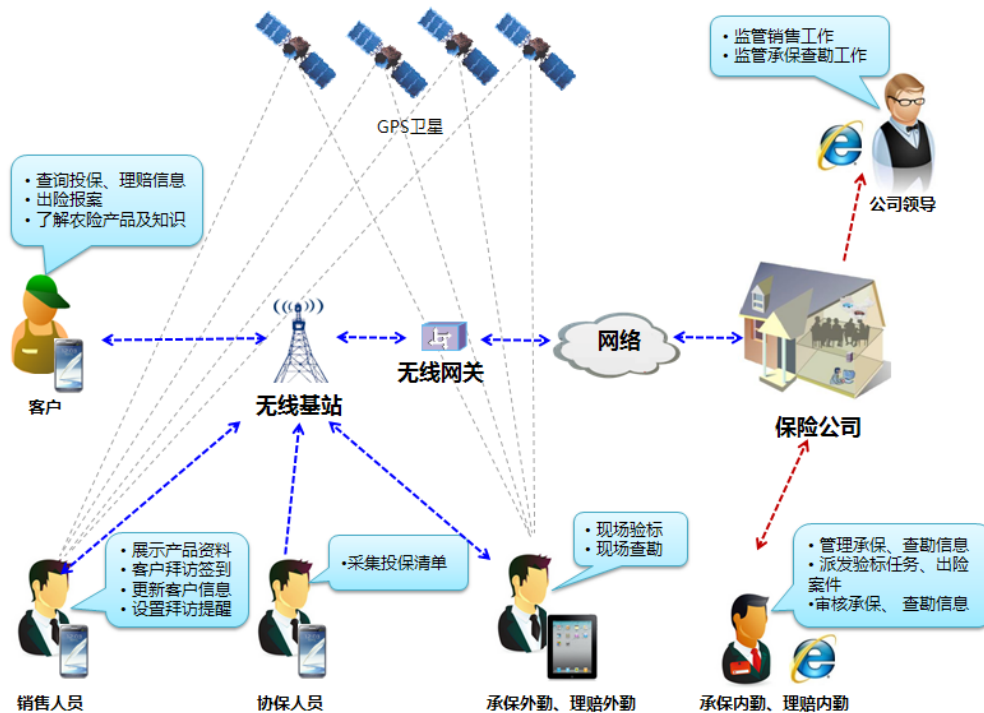 • 监管销售工作
• 监管承保查勘工作
GPS卫星
公司领导
• 查询投保、理赔信息
• 出险报案
• 了解农险产品及知识
客户
无线基站
无线网关
网络
保险公司
• 展示产品资料
• 客户拜访签到
• 更新客户信息
• 设置拜访提醒
•采集投保清单
• 现场验标
• 现场查勘
• 管理承保、查勘信息
• 派发验标任务、出险
案件
•审核承保、 查勘信息
销售人员
协保人员
承保外勤、理赔外勤
承保内勤、理赔内勤